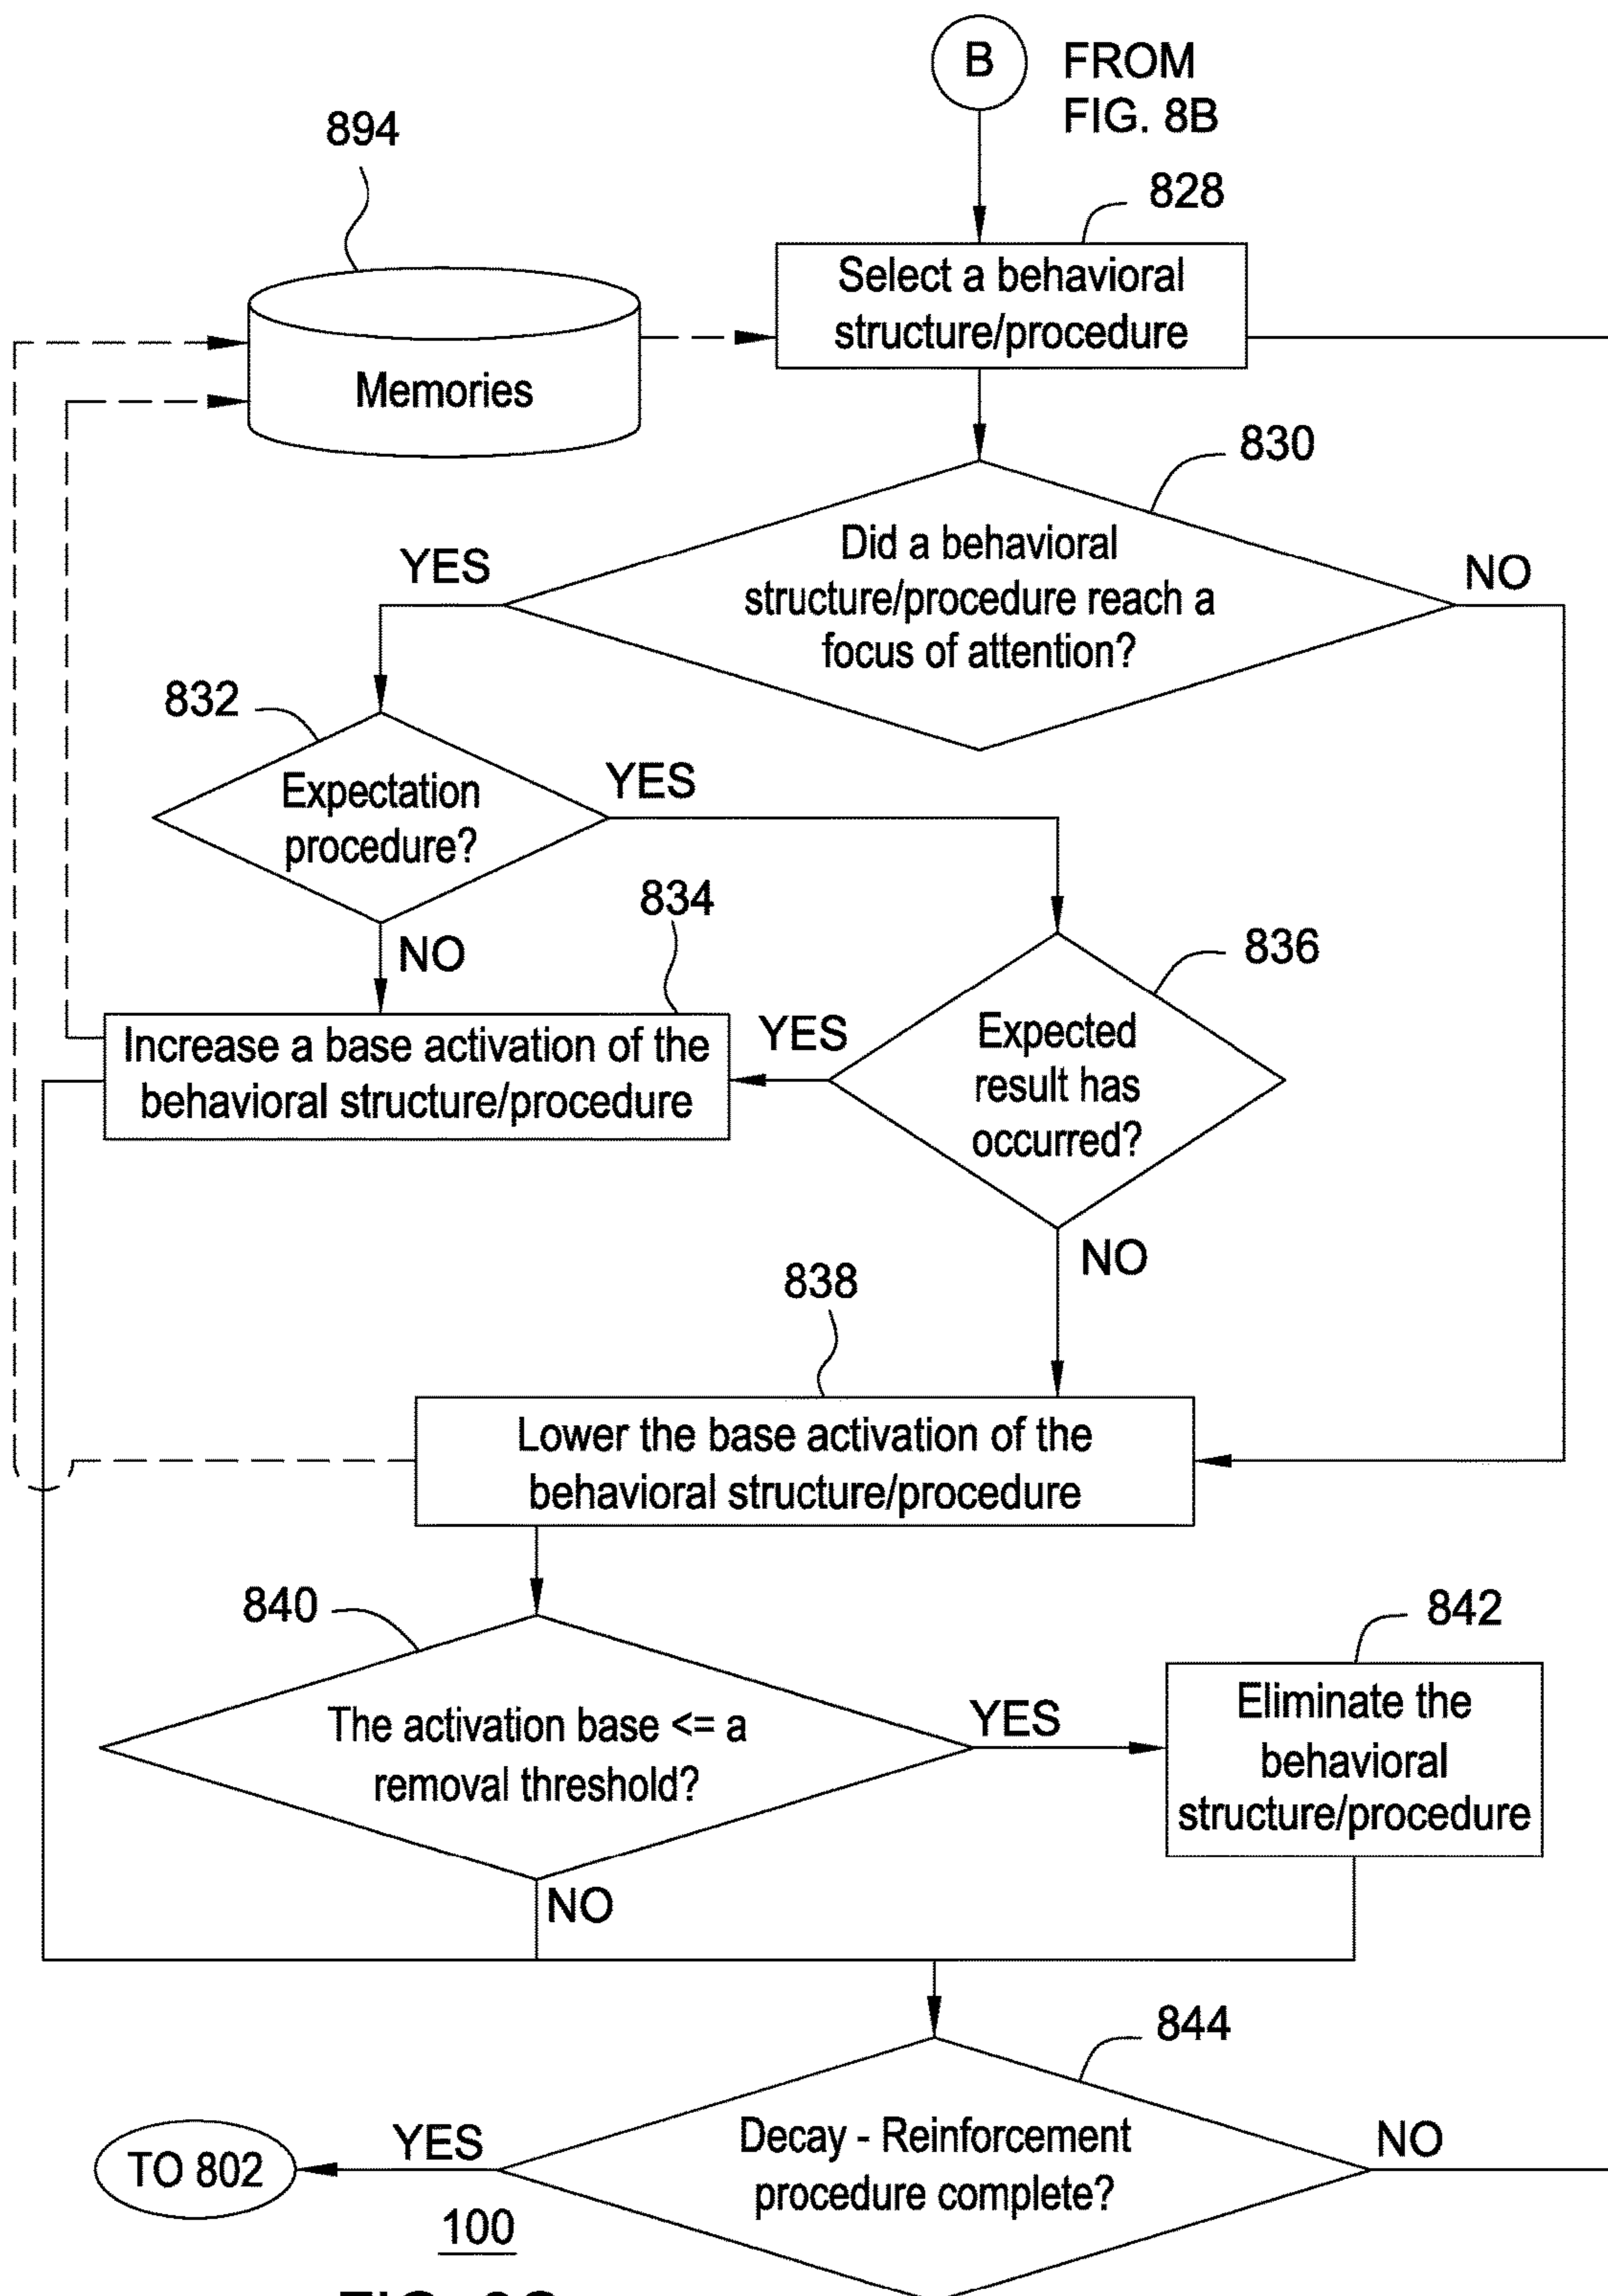 B
FROM
FIG. 8B
894
828
Select a behavioral
structure/procedure
Memories
830
Did a behavioral
structure/procedure reach a
focus of attention?
YES
NO
832
Expectation
procedure?
YES
NO
834
836
Increase a base activation of the
behavioral structure/procedure
YES
Expected
result has
occurred?
NO
838
Lower the base activation of the
behavioral structure/procedure
840
842
The activation base <= a
removal threshold?
YES
Eliminate the
behavioral
structure/procedure
NO
844
Decay - Reinforcement
procedure complete?
YES
NO
TO 802
100